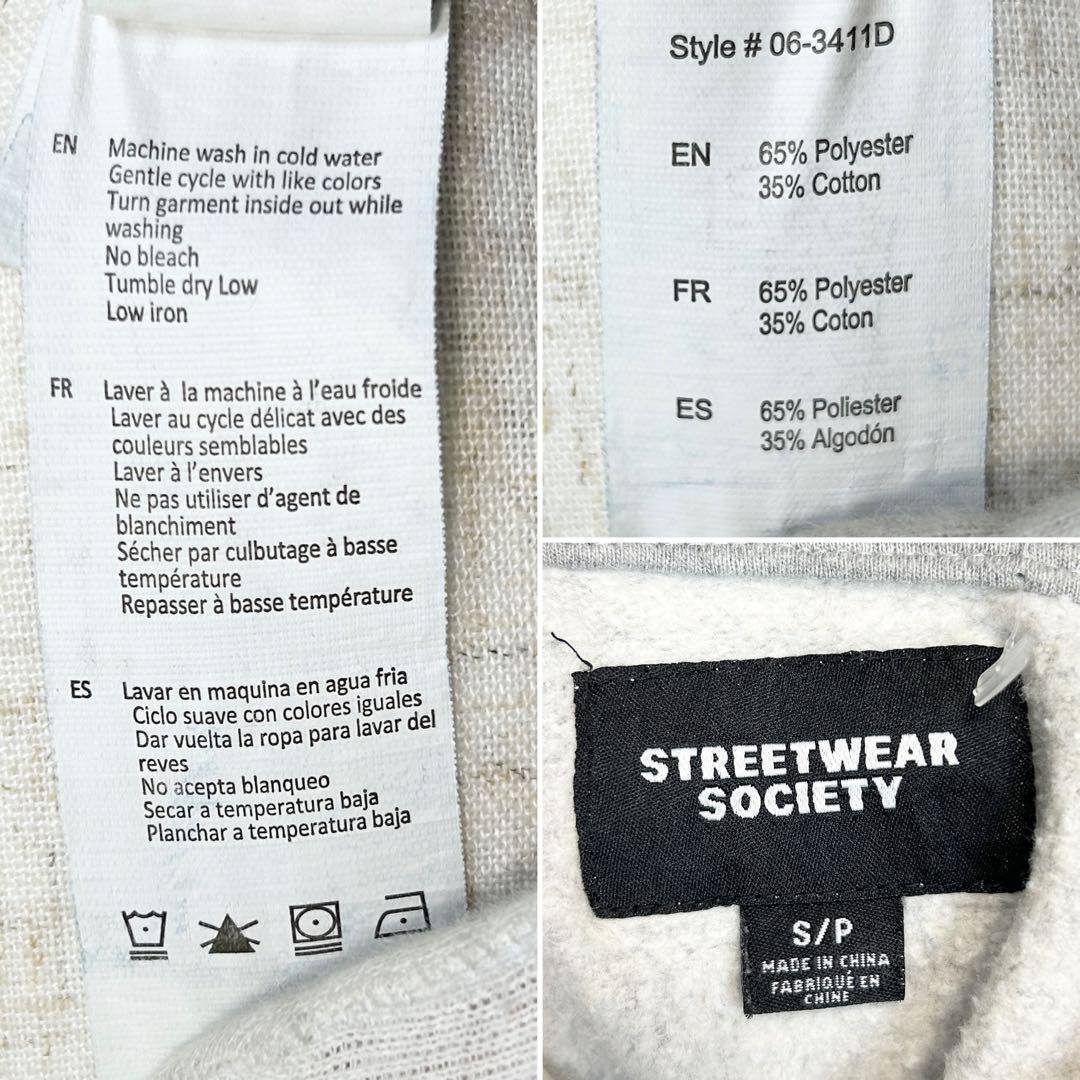 EN Machine wash in cold water
Gentle cycle with like colors
Turn garment inside out while
washing
No bleach
Tumble dry Low
Low iron
FR Laver à la machine à l'eau froide
Laver au cycle délicat avec des
couleurs semblables
Laver à l'envers
Ne pas utiliser d'agent de
blanchiment
Sécher par culbutage à basse
température
Repasser à basse température
ES Lavar en maquina en agua fria
Ciclo suave con colores iguales
Dar vuelta la ropa para lavar del
reves
No acepta blanqueo
Secar a temperatura baja
Planchar a temperatura baja
Style # 06-3411D
EN 65% Polyester
35% Cotton
FR 65% Polyester
35% Coton
ES 65% Poliester
35% Algodón
STREETWEAR
SOCIETY
S/P
MADE IN CHINA
FABRIQUÉ EN
CHINE